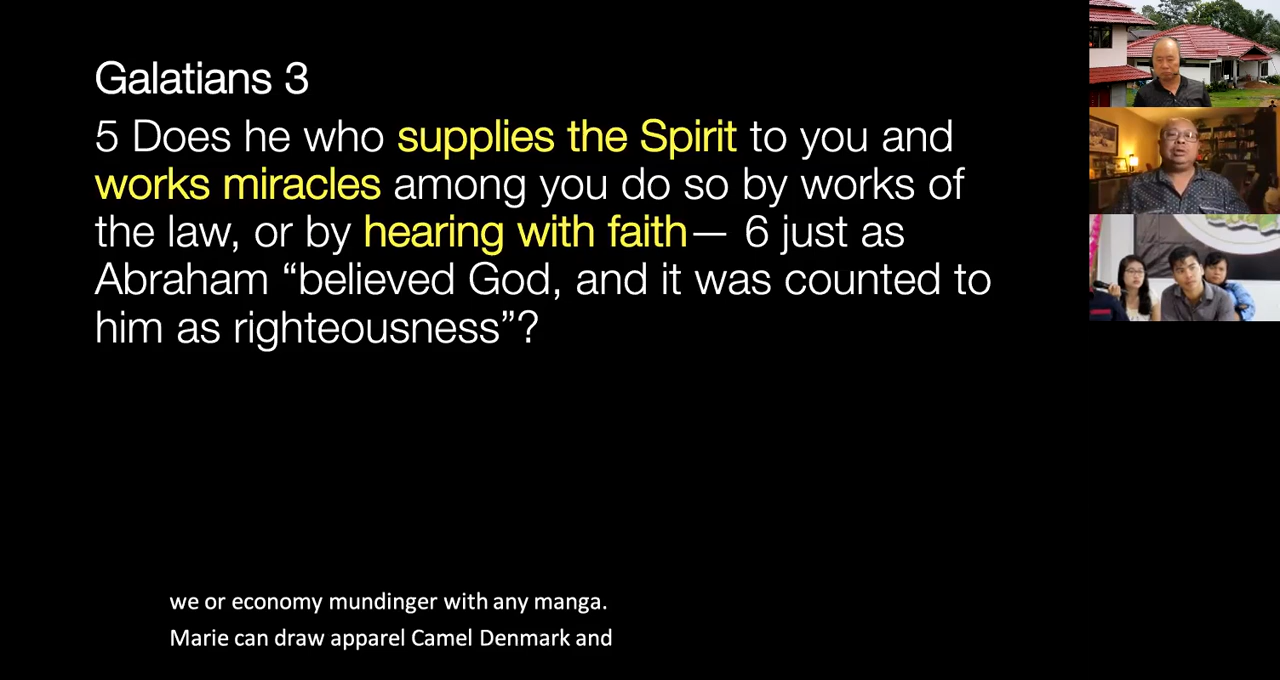 Galatians 3
5 Does he who supplies the Spirit to you and
works miracles among you do so by works of
the law, or by hearing with faith— 6 just as
Abraham “believed God, and it was counted to
him as righteousness”?
we or economy mundinger with any manga.
Marie can draw apparel Camel Denmark and